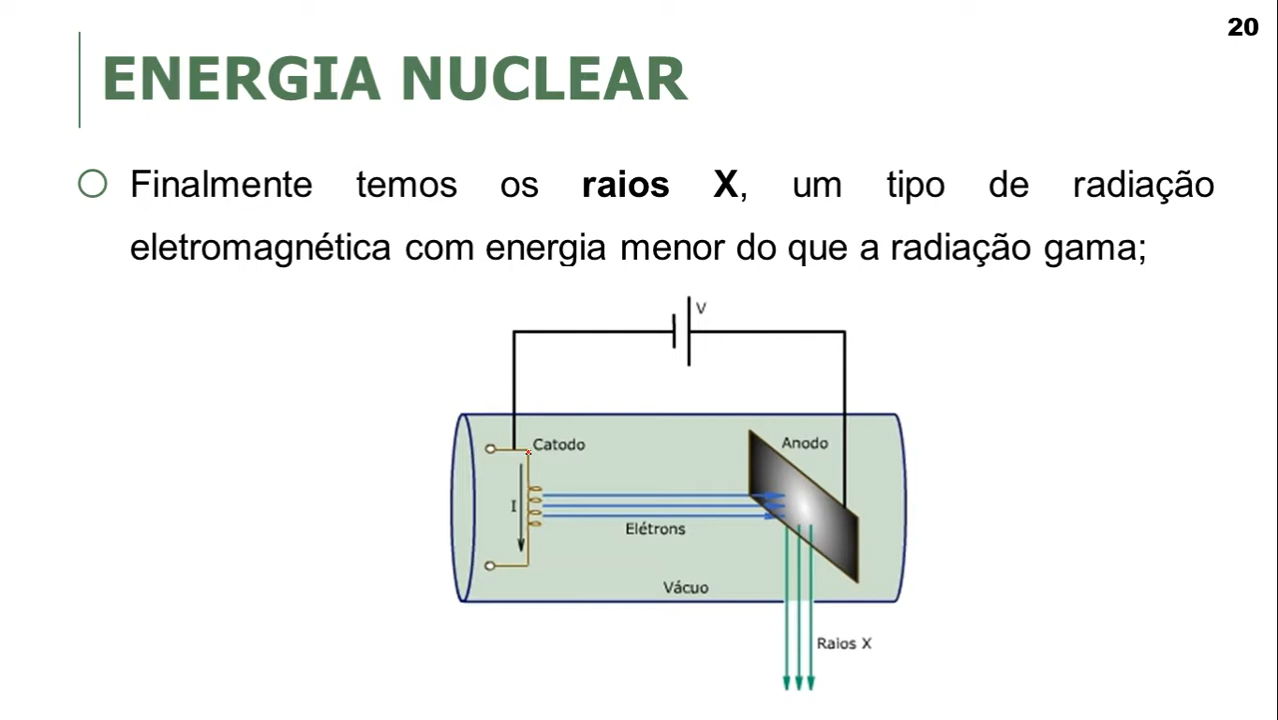 20
ENERGIA NUCLEAR
Finalmente temos os raios X, um tipo de radiação
eletromagnética com energia menor do que a radiação gama;
V
Catodo
Anodo
I
Elétrons
Vácuo
Raios X